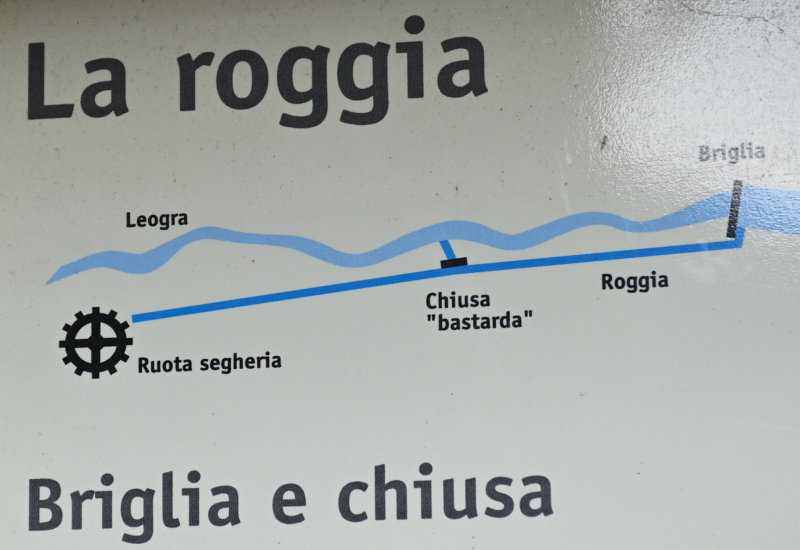 La roggia
Briglia
Leogra
Roggia
Chiusa
"bastarda"
Ruota segheria
Briglia e chiusa